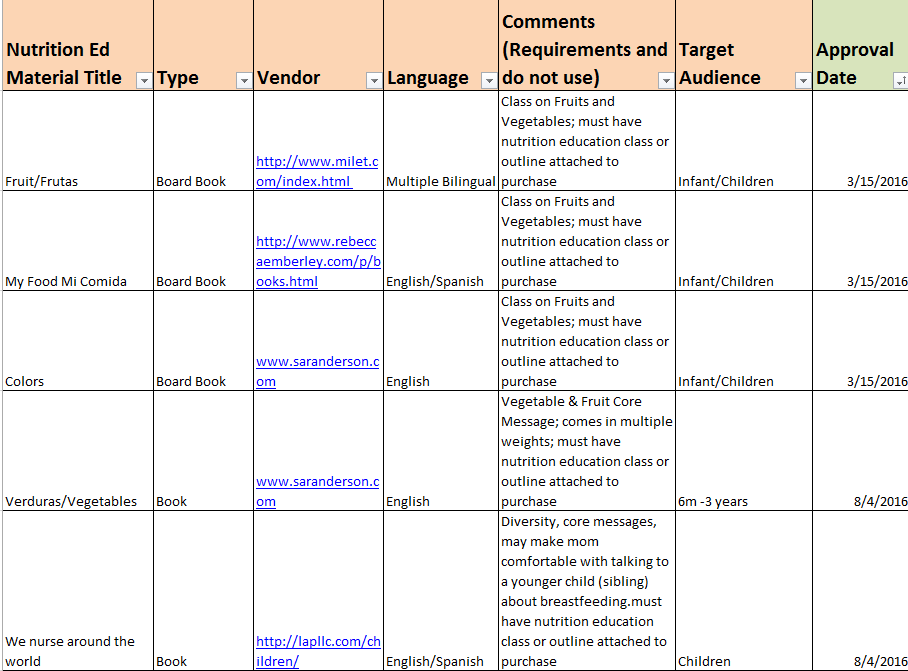 Nutrition Ed Material Title	Type	Vendor	Language	Comments (Requirements and do not use)	Target Audience	Approval Date
Fruit/Frutas	Board Book	http://www.milet.com/index.html	Multiple Bilingual	Class on Fruits and Vegetables; must have nutrition education class or outline attached to purchase	Infant/Children	3/15/2016
My Food Mi Comida	Board Book	http://www.rebeccaemberley.com/p/books.html	English/Spanish	Class on Fruits and Vegetables; must have nutrition education class or outline attached to purchase	Infant/Children	3/15/2016
Colors	Board Book	www.saranderson.com	English	Class on Fruits and Vegetables; must have nutrition education class or outline attached to purchase	Infant/Children	3/15/2016
Verduras/Vegetables	Book	www.saranderson.com	English	Vegetable & Fruit Core Message; comes in multiple weights; must have nutrition education class or outline attached to purchase	6m -3 years	8/4/2016
We nurse around the world	Book	http://lapllc.com/children/	English/Spanish	Diversity, core messages, may make mom comfortable with talking to a younger child (sibling) about breastfeeding.must have nutrition education class or outline attached to purchase	Children	8/4/2016